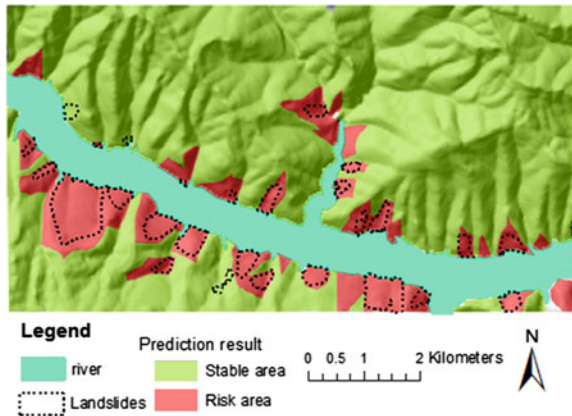 Legend
river
Landslides
Prediction result
Stable area
Risk area
0 0.5 1 2 Kilometers
N